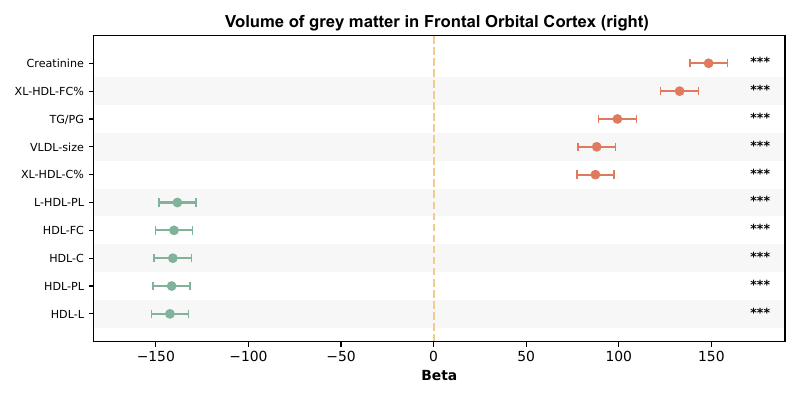 Volume of grey matter in Frontal Orbital Cortex (right)
Creatinine ***
XL-HDL-FC% ***
TG/PG ***
VLDL-size ***
XL-HDL-C% ***
L-HDL-PL ***
HDL-FC ***
HDL-C ***
HDL-PL ***
HDL-L ***
−150 −100 −50 0 50 100 150
Beta